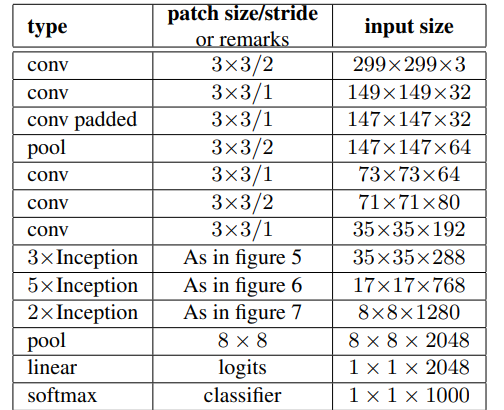 type patch size/stride or remarks input size
conv 3×3/2 299×299×3
conv 3×3/1 149×149×32
conv padded 3×3/1 147×147×32
pool 3×3/2 147×147×64
conv 3×3/1 73×73×64
conv 3×3/2 71×71×80
conv 3×3/1 35×35×192
3×Inception As in figure 5 35×35×288
5×Inception As in figure 6 17×17×768
2×Inception As in figure 7 8×8×1280
pool 8 × 8 8 × 8 × 2048
linear logits 1 × 1 × 2048
softmax classifier 1 × 1 × 1000